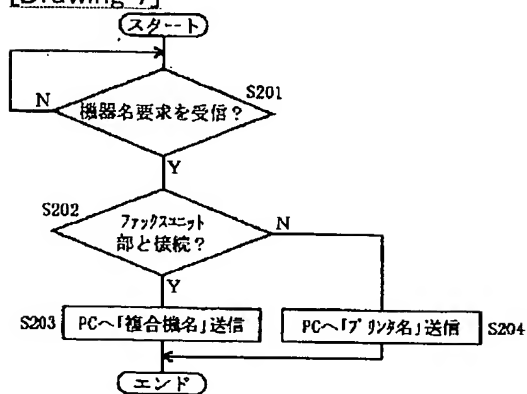 [Drawing 7]
スタート
N
機器名要求を受信?
S201
Y
S202
ファックスユニット
部と接続?
N
Y
S203
PCへ「複合機名」送信
PCへ「プリンタ名」送信
S204
エンド